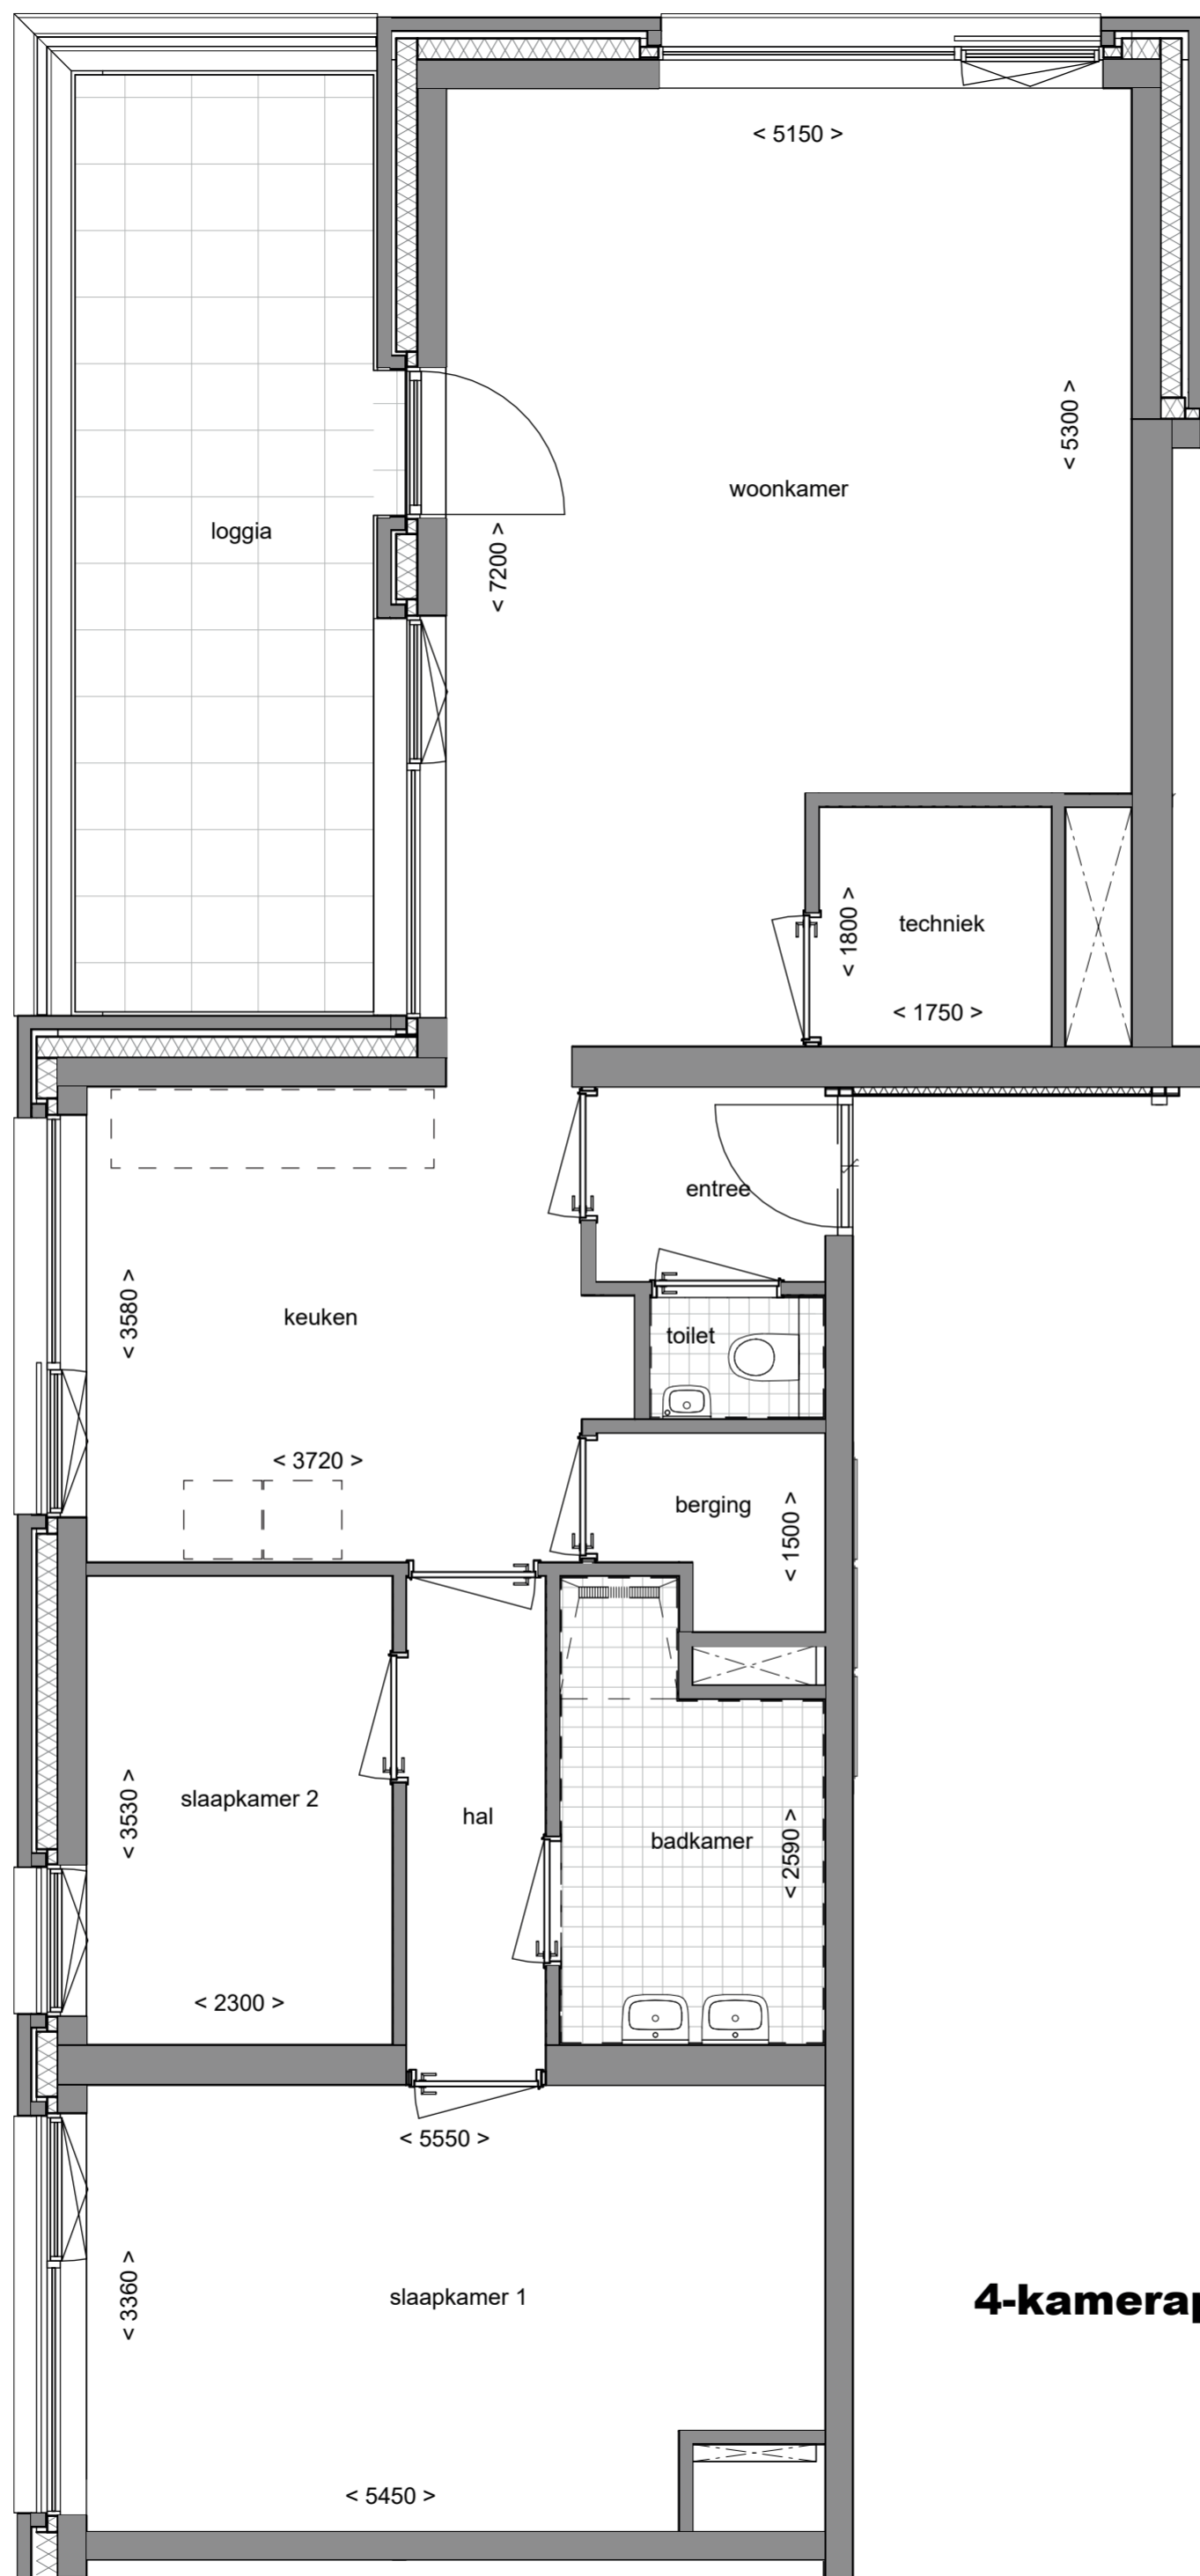 < 5150 >
< 5300 >
woonkamer
loggia
< 7200 >
< 1800 >
techniek
< 1750 >
entree
< 3580 >
keuken
toilet
< 3720 >
berging
< 1500 >
slaapkamer 2
< 3530 >
hal
badkamer
< 2590 >
< 2300 >
< 5550 >
slaapkamer 1
< 3360 >
4-kamerap
< 5450 >